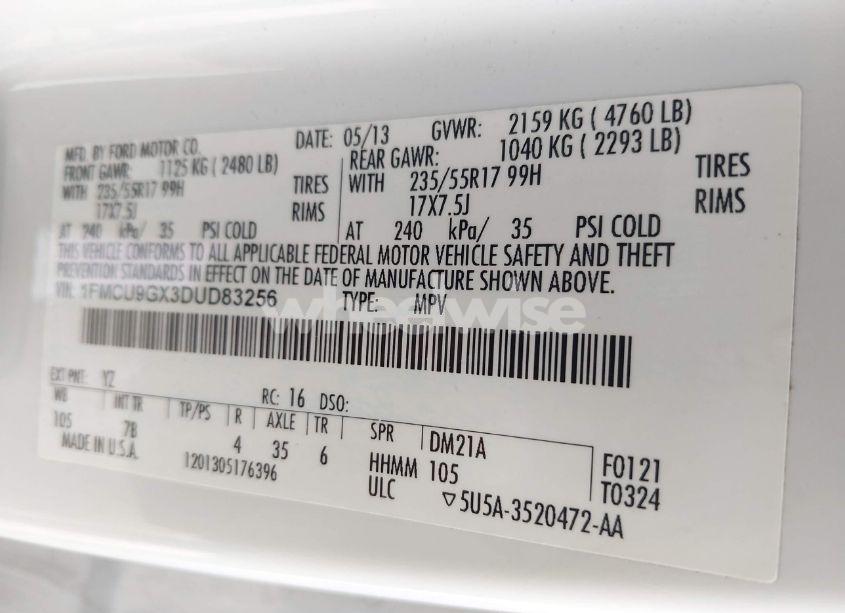 MFD. BY FORD MOTOR CO. DATE: 05/13 GVWR: 2159 KG ( 4760 LB)
FRONT GAWR: 1125 KG ( 2480 LB) REAR GAWR: 1040 KG ( 2293 LB)
WITH 235/55R17 99H TIRES WITH 235/55R17 99H TIRES
17X7.5J RIMS 17X7.5J RIMS
AT 240 kPa/ 35 PSI COLD AT 240 kPa/ 35 PSI COLD
THIS VEHICLE CONFORMS TO ALL APPLICABLE FEDERAL MOTOR VEHICLE SAFETY AND THEFT
PREVENTION STANDARDS IN EFFECT ON THE DATE OF MANUFACTURE SHOWN ABOVE.
VIN: 1FMCU9GX3DUD83256 TYPE: MPV
wheelwise
EXT PNT: YZ RC: 16 DSO:
WB INT TR TP/PS R AXLE TR SPR DM21A F0121
105 7B 4 35 6 HHMM 105 T0324
MADE IN U.S.A. 1201305176396 ULC ▽5U5A-3520472-AA